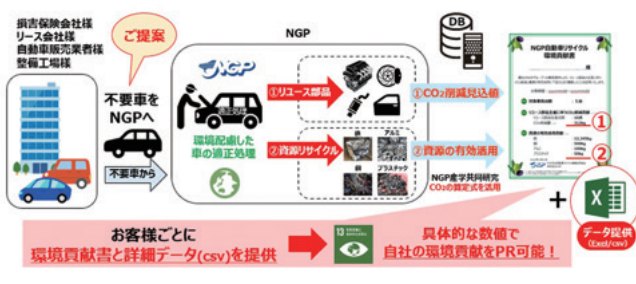 損害保険会社様
リース会社様
自動車販売業者様
整備工場様
ご提案
不要車を
NGPへ
不要車から
NGP
NGP
適正処理
環境配慮した
車の適正処理
①リユース部品
②資源リサイクル
鉄
アルミ
銅
プラスチック
DB
①CO₂削減見込値
②資源の有効活用
NGP産学共同研究
CO₂の算定式を活用
NGP自動車リサイクル
環境貢献書
①
②
+
データ提供
(Exel/csv)
お客様ごとに
環境貢献書と詳細データ(csv)を提供
13
具体的な数値で
自社の環境貢献をPR可能！